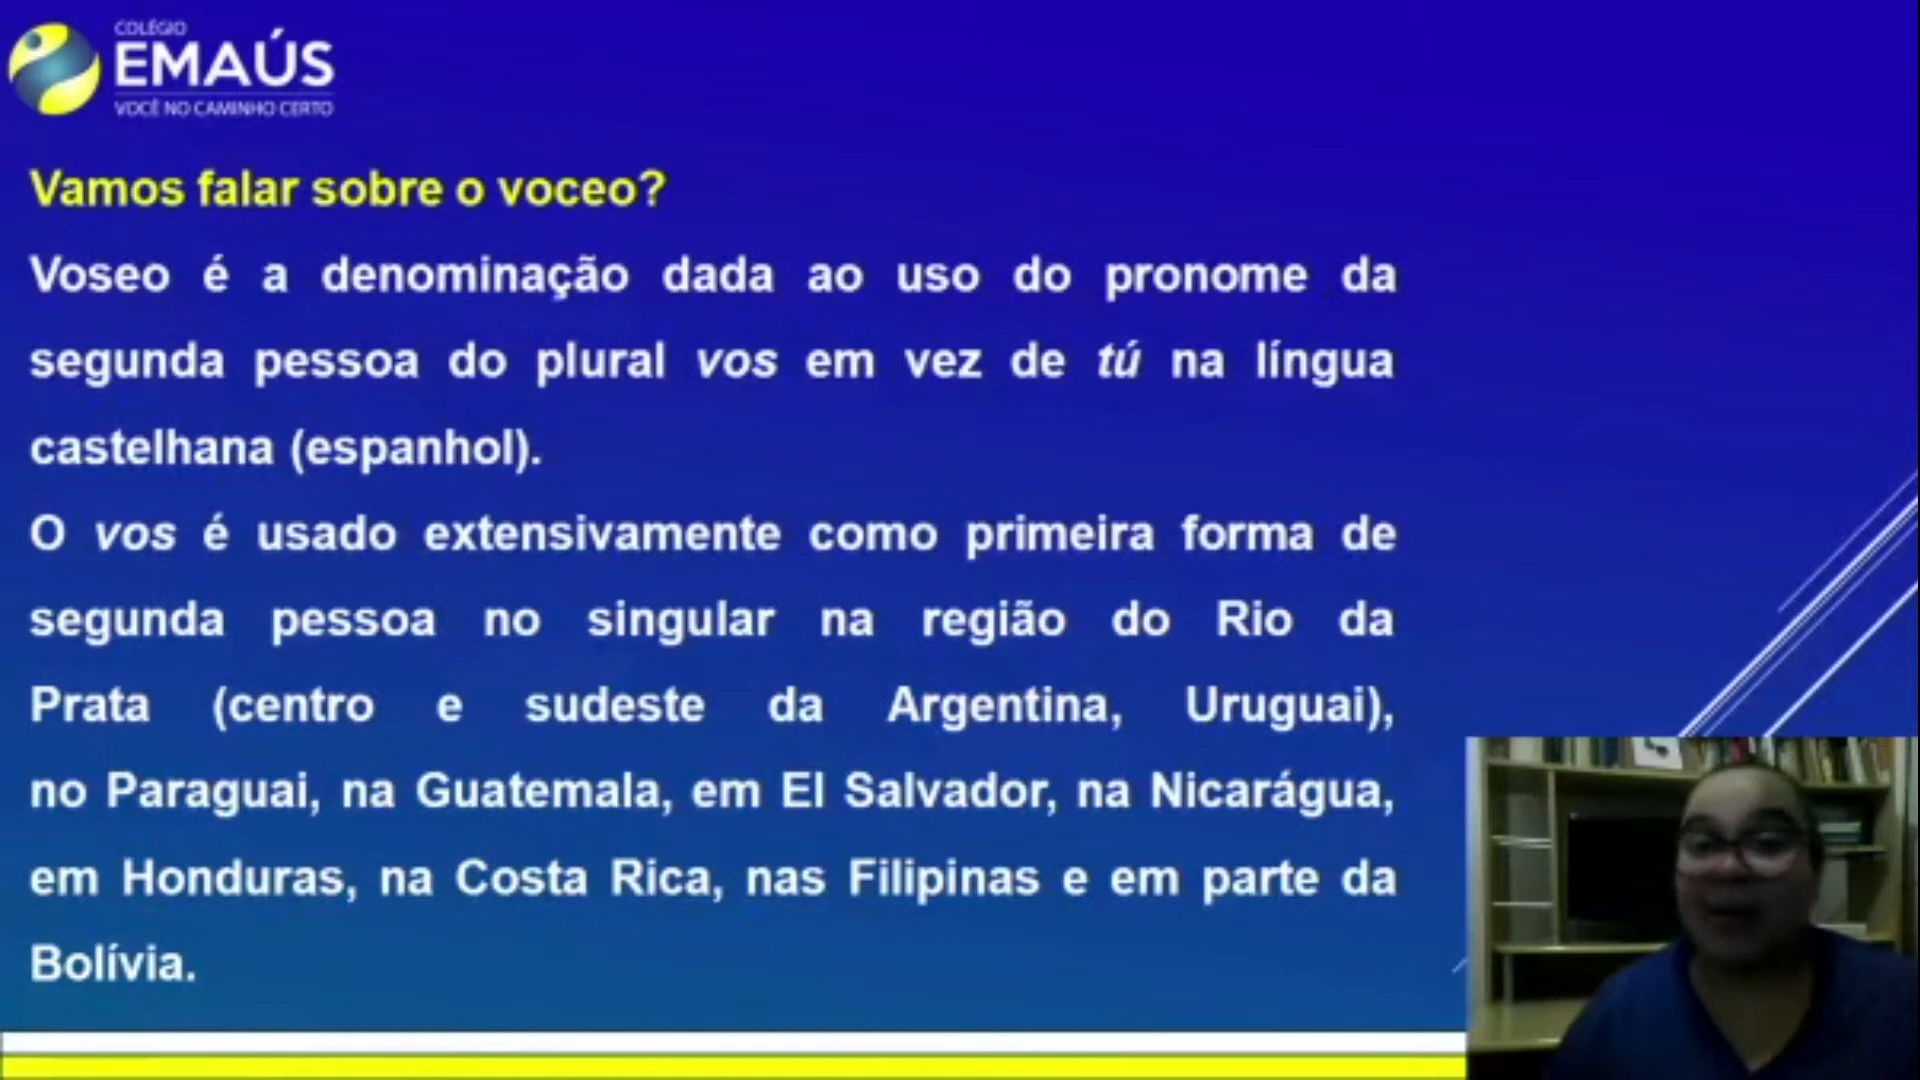 COLÉGIO
EMAÚS
VOCÊ NO CAMINHO CERTO
Vamos falar sobre o voceo?
Voseo é a denominação dada ao uso do pronome da
segunda pessoa do plural vos em vez de tú na língua
castelhana (espanhol).
O vos é usado extensivamente como primeira forma de
segunda pessoa no singular na região do Rio da
Prata (centro e sudeste da Argentina, Uruguai),
no Paraguai, na Guatemala, em El Salvador, na Nicarágua,
em Honduras, na Costa Rica, nas Filipinas e em parte da
Bolívia.